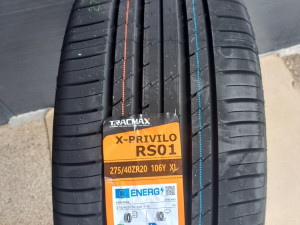 TRACMAX
X-PRIVILO
RS01
275/40ZR20 106Y XL
ENERG